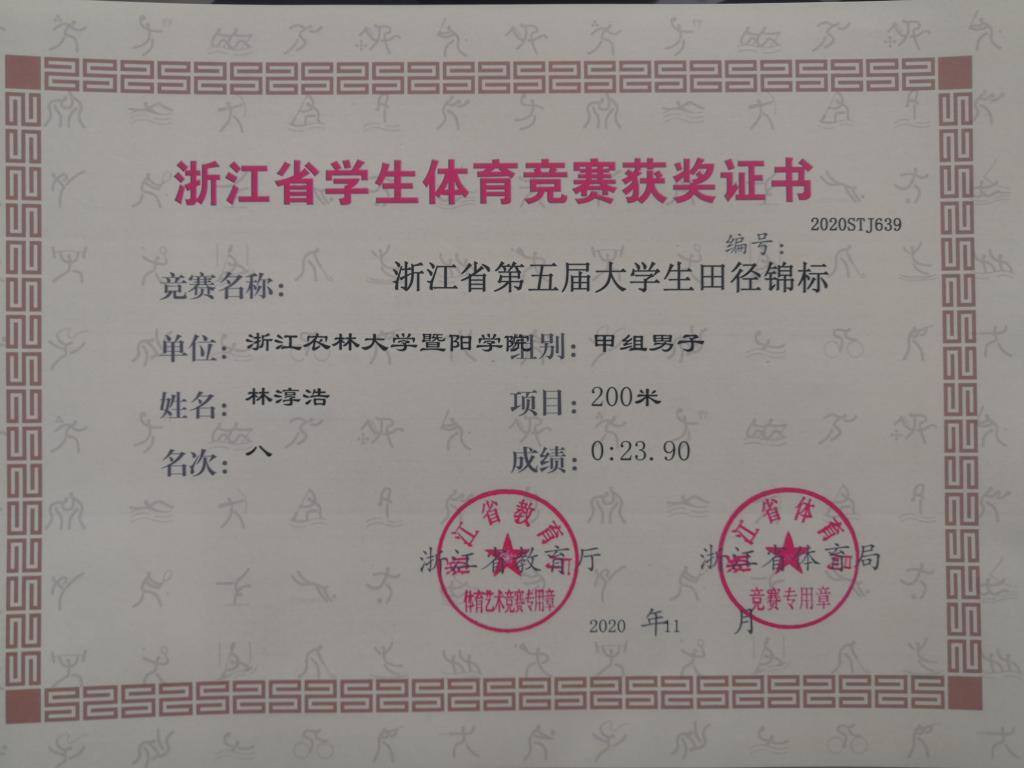 浙江省学生体育竞赛获奖证书
2020STJ639
编号：
竞赛名称： 浙江省第五届大学生田径锦标
单位： 浙江农林大学暨阳学院 组别： 甲组男子
姓名： 林淳浩 项目： 200米
名次： 八 成绩： 0:23.90
浙江省教育厅 浙江省体育局
浙江省教育厅 浙江省体育局
体育艺术竞赛专用章 竞赛专用章
2020 年11 月